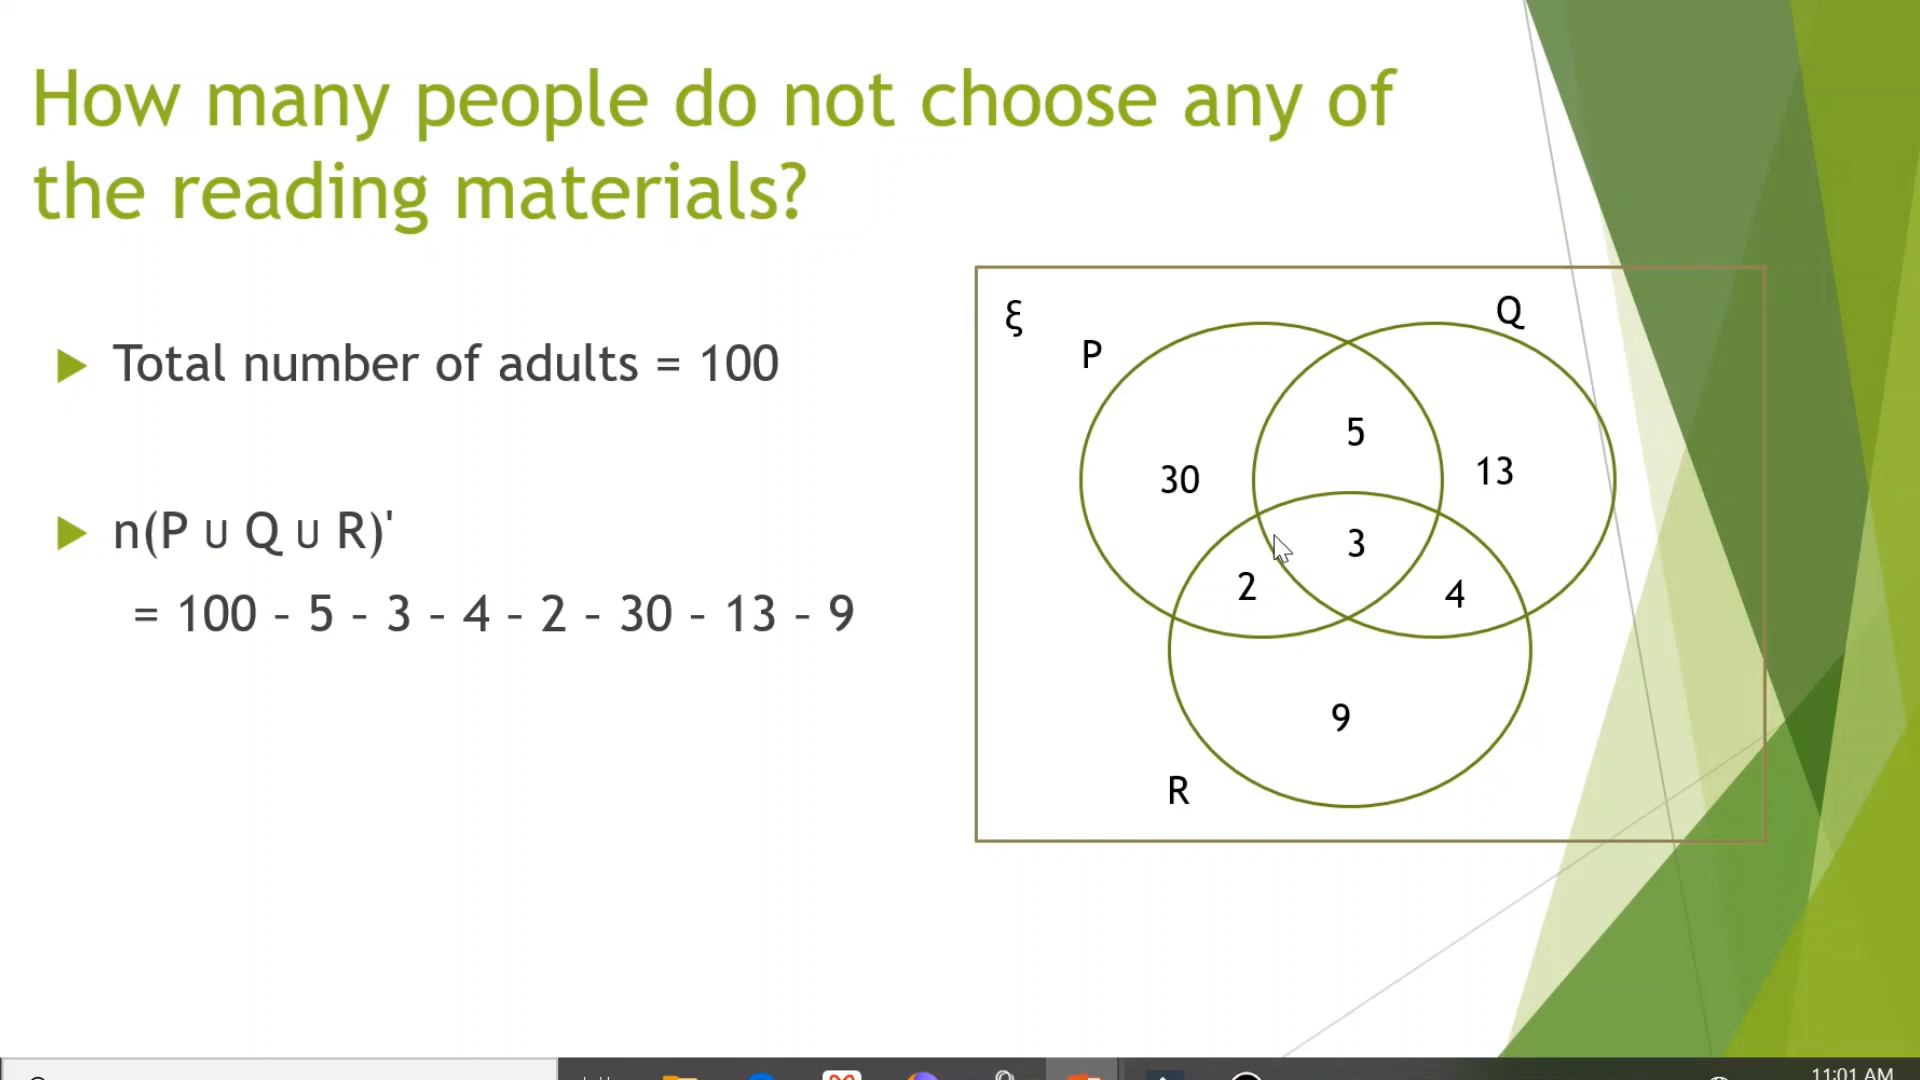 How many people do not choose any of
the reading materials?
Total number of adults = 100
n(P ∪ Q ∪ R)'
= 100 – 5 – 3 – 4 – 2 – 30 – 13 – 9
ξ
Q
P
5
30
13
3
2
4
9
R
11:01 AM